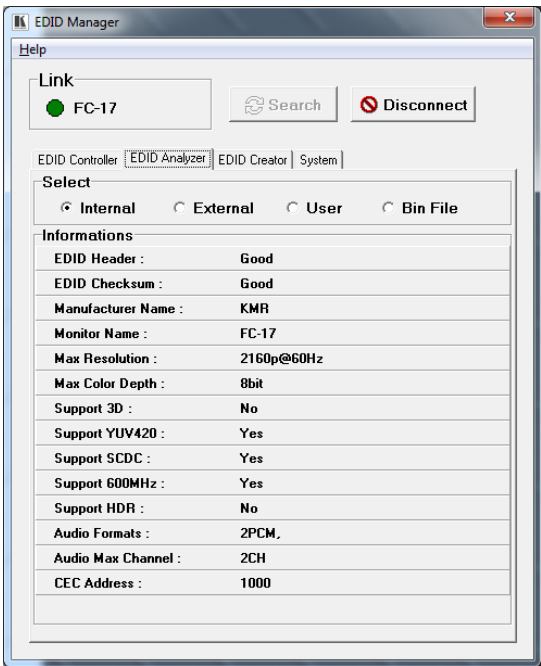 EDID Manager
Help
Link
FC-17
Search
Disconnect
EDID Controller EDID Analyzer EDID Creator System
Select
Internal External User Bin File
Informations
EDID Header : Good
EDID Checksum : Good
Manufacturer Name : KMR
Monitor Name : FC-17
Max Resolution : 2160p@60Hz
Max Color Depth : 8bit
Support 3D : No
Support YUV420 : Yes
Support SCDC : Yes
Support 600MHz : Yes
Support HDR : No
Audio Formats : 2PCM,
Audio Max Channel : 2CH
CEC Address : 1000